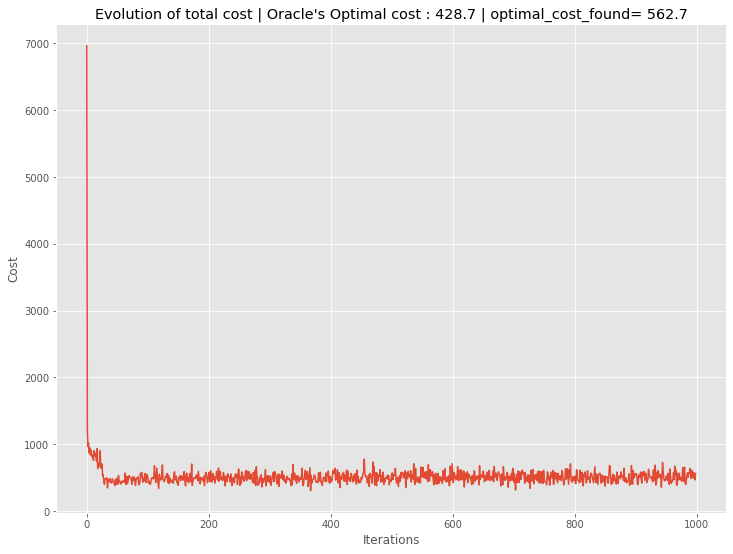 Evolution of total cost | Oracle's Optimal cost : 428.7 | optimal_cost_found= 562.7
7000
6000
5000
4000
3000
2000
1000
0
Cost
0 200 400 600 800 1000
Iterations